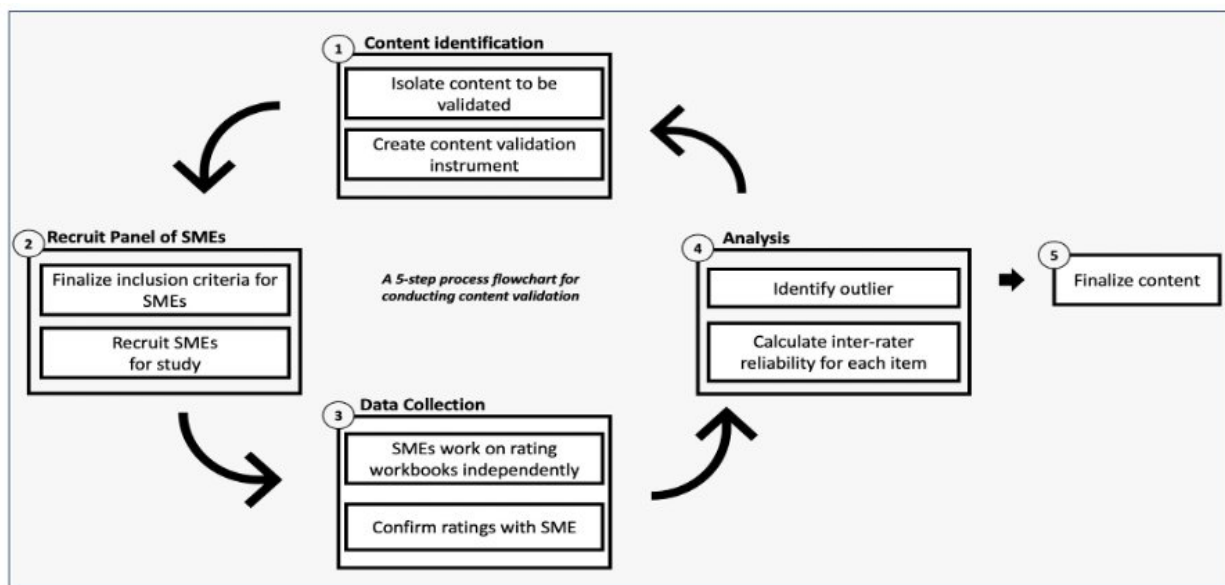 1
Content identification
Isolate content to be
validated
Create content validation
instrument
2
Recruit Panel of SMEs
Finalize inclusion criteria for
SMEs
Recruit SMEs
for study
A 5-step process flowchart for
conducting content validation
3
Data Collection
SMEs work on rating
workbooks independently
Confirm ratings with SME
4
Analysis
Identify outlier
Calculate inter-rater
reliability for each item
5
Finalize content